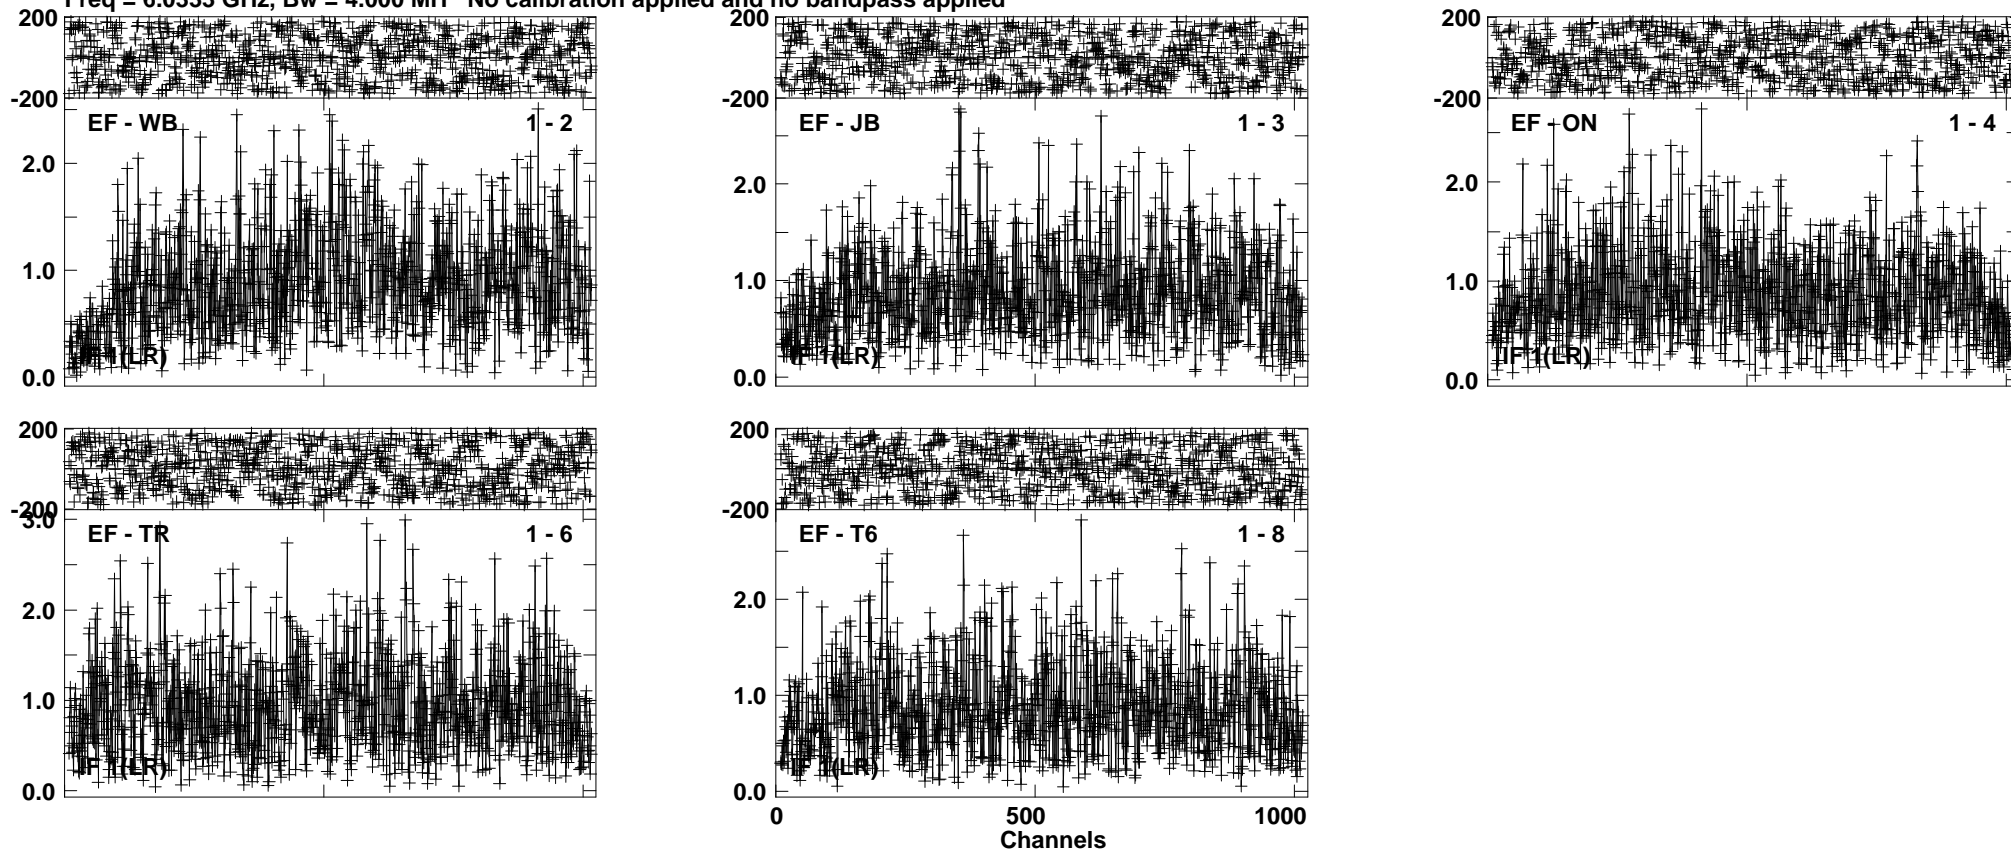 Freq = 6.0333 GHz, Bw = 4.000 MH No calibration applied and no bandpass applied
200
-200
EF - WB 1 - 2
2.0
1.0
IF 1(LR)
0.0
200
-200
EF - JB 1 - 3
2.0
1.0
IF 1(LR)
0.0
200
-200
EF - ON 1 - 4
2.0
1.0
IF 1(LR)
0.0
200
-200
3.0
EF - TR 1 - 6
2.0
1.0
IF 1(LR)
0.0
200
-200
EF - T6 1 - 8
2.0
1.0
IF 1(LR)
0.0
0 500 1000
Channels